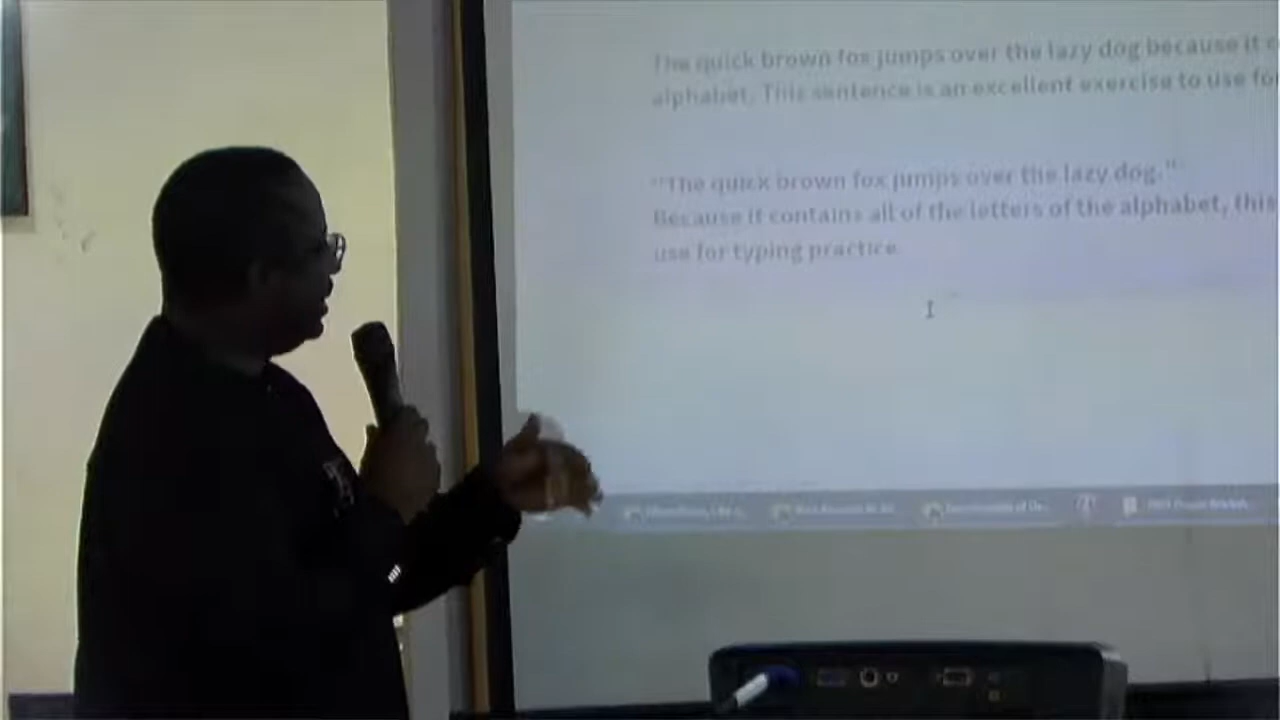 The quick brown fox jumps over the lazy dog because it
alphabet. This sentence is an excellent exercise to use for
"The quick brown fox jumps over the lazy dog."
Because it contains all of the letters of the alphabet, this
use for typing practice.